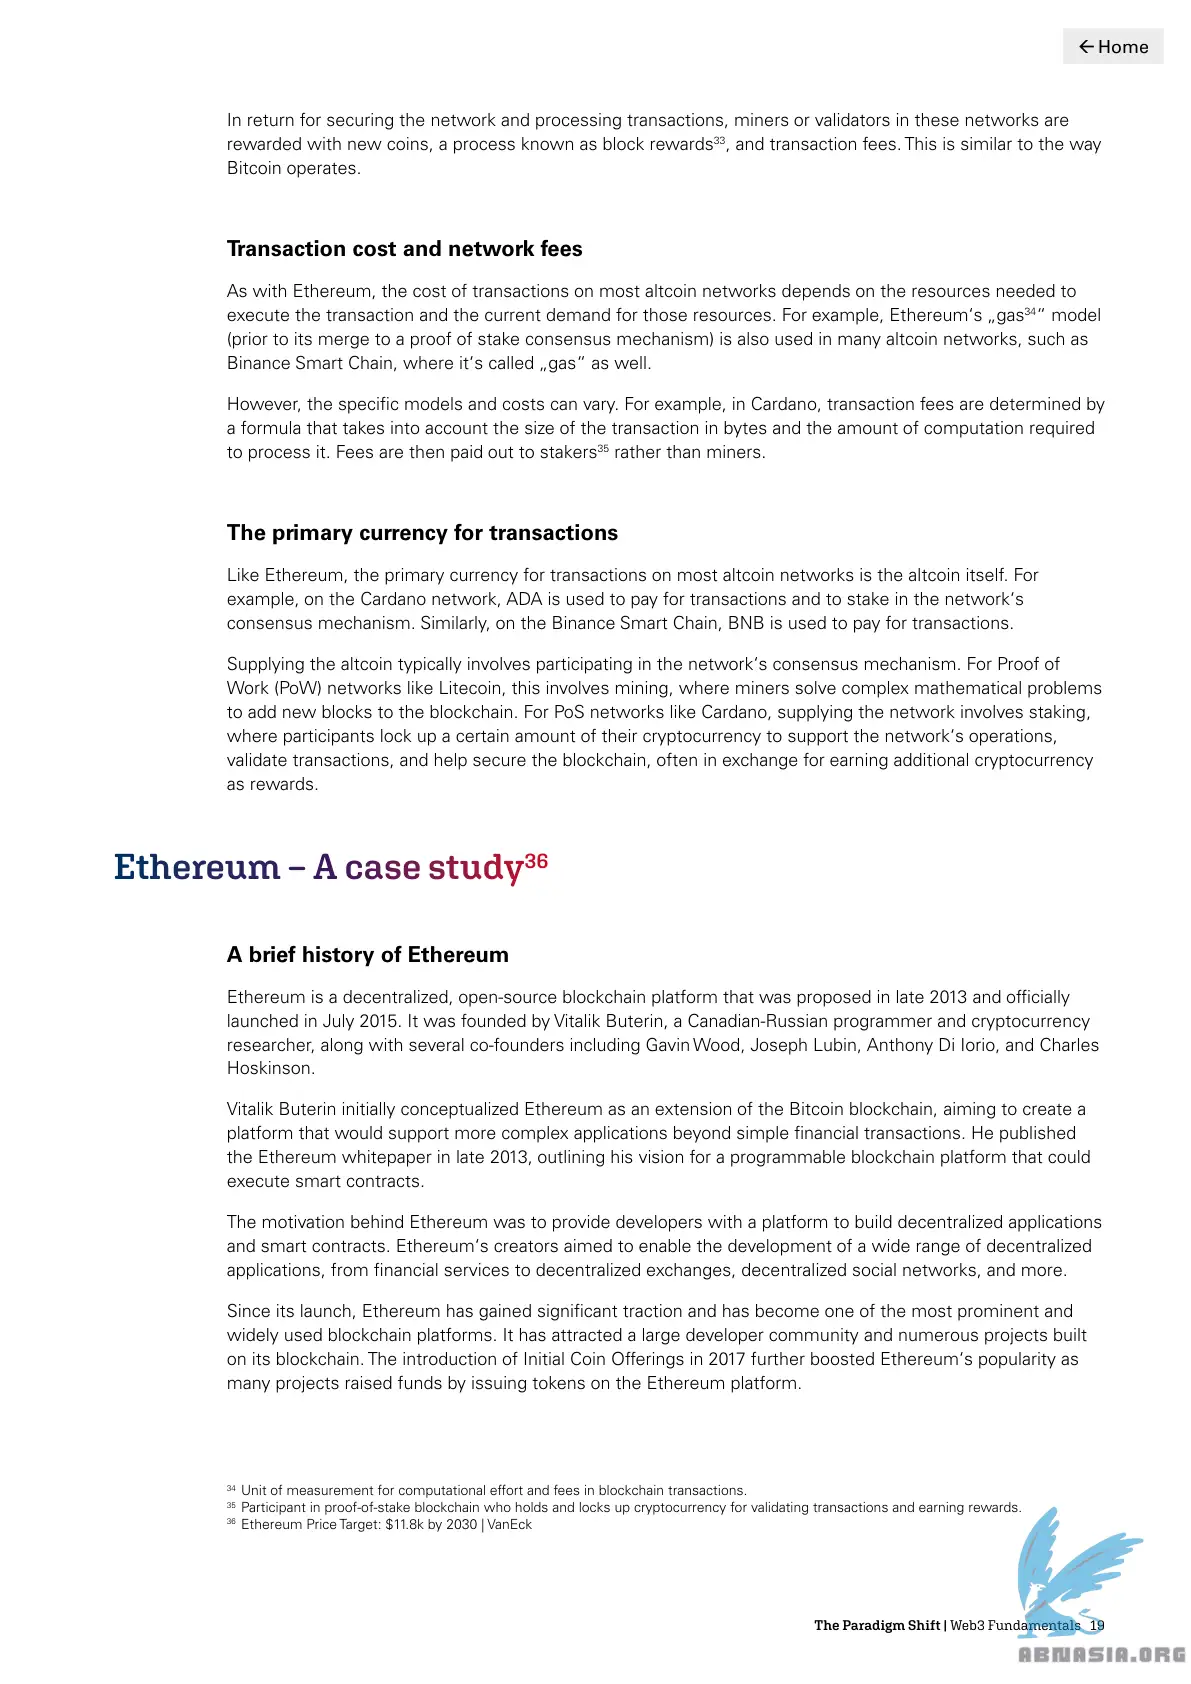 ← Home
In return for securing the network and processing transactions, miners or validators in these networks are
rewarded with new coins, a process known as block rewards³³, and transaction fees. This is similar to the way
Bitcoin operates.
Transaction cost and network fees
As with Ethereum, the cost of transactions on most altcoin networks depends on the resources needed to
execute the transaction and the current demand for those resources. For example, Ethereum‘s „gas³⁴“ model
(prior to its merge to a proof of stake consensus mechanism) is also used in many altcoin networks, such as
Binance Smart Chain, where it‘s called „gas“ as well.
However, the specific models and costs can vary. For example, in Cardano, transaction fees are determined by
a formula that takes into account the size of the transaction in bytes and the amount of computation required
to process it. Fees are then paid out to stakers³⁵ rather than miners.
The primary currency for transactions
Like Ethereum, the primary currency for transactions on most altcoin networks is the altcoin itself. For
example, on the Cardano network, ADA is used to pay for transactions and to stake in the network‘s
consensus mechanism. Similarly, on the Binance Smart Chain, BNB is used to pay for transactions.
Supplying the altcoin typically involves participating in the network‘s consensus mechanism. For Proof of
Work (PoW) networks like Litecoin, this involves mining, where miners solve complex mathematical problems
to add new blocks to the blockchain. For PoS networks like Cardano, supplying the network involves staking,
where participants lock up a certain amount of their cryptocurrency to support the network‘s operations,
validate transactions, and help secure the blockchain, often in exchange for earning additional cryptocurrency
as rewards.
Ethereum – A case study³⁶
A brief history of Ethereum
Ethereum is a decentralized, open-source blockchain platform that was proposed in late 2013 and officially
launched in July 2015. It was founded by Vitalik Buterin, a Canadian-Russian programmer and cryptocurrency
researcher, along with several co-founders including Gavin Wood, Joseph Lubin, Anthony Di Iorio, and Charles
Hoskinson.
Vitalik Buterin initially conceptualized Ethereum as an extension of the Bitcoin blockchain, aiming to create a
platform that would support more complex applications beyond simple financial transactions. He published
the Ethereum whitepaper in late 2013, outlining his vision for a programmable blockchain platform that could
execute smart contracts.
The motivation behind Ethereum was to provide developers with a platform to build decentralized applications
and smart contracts. Ethereum‘s creators aimed to enable the development of a wide range of decentralized
applications, from financial services to decentralized exchanges, decentralized social networks, and more.
Since its launch, Ethereum has gained significant traction and has become one of the most prominent and
widely used blockchain platforms. It has attracted a large developer community and numerous projects built
on its blockchain. The introduction of Initial Coin Offerings in 2017 further boosted Ethereum‘s popularity as
many projects raised funds by issuing tokens on the Ethereum platform.
³⁴ Unit of measurement for computational effort and fees in blockchain transactions.
³⁵ Participant in proof-of-stake blockchain who holds and locks up cryptocurrency for validating transactions and earning rewards.
³⁶ Ethereum Price Target: $11.8k by 2030 | VanEck
The Paradigm Shift | Web3 Fundamentals 19
ABNASIA.ORG